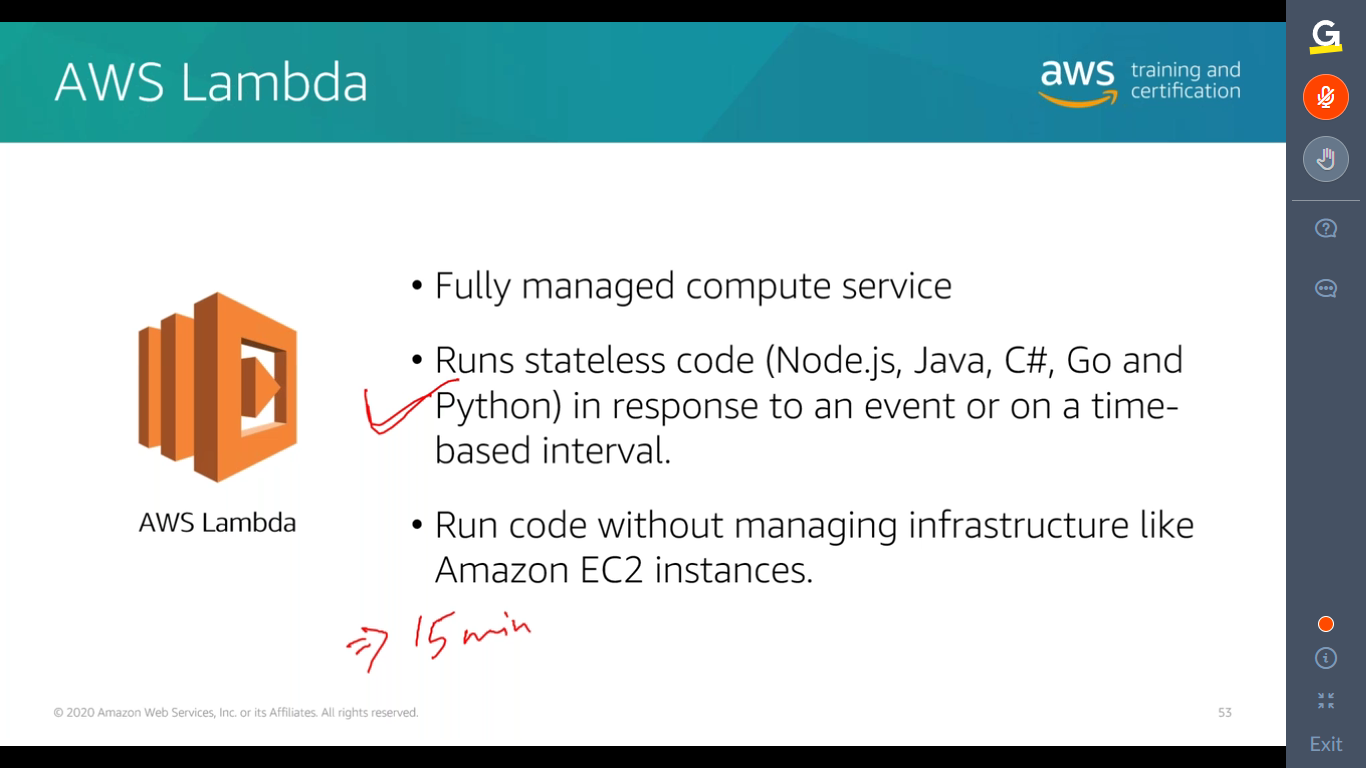 AWS Lambda
aws training and
certification
• Fully managed compute service
• Runs stateless code (Node.js, Java, C#, Go and
Python) in response to an event or on a time-
based interval.
• Run code without managing infrastructure like
Amazon EC2 instances.
AWS Lambda
⇒ 15 min
© 2020 Amazon Web Services, Inc. or its Affiliates. All rights reserved.
53
G
Exit